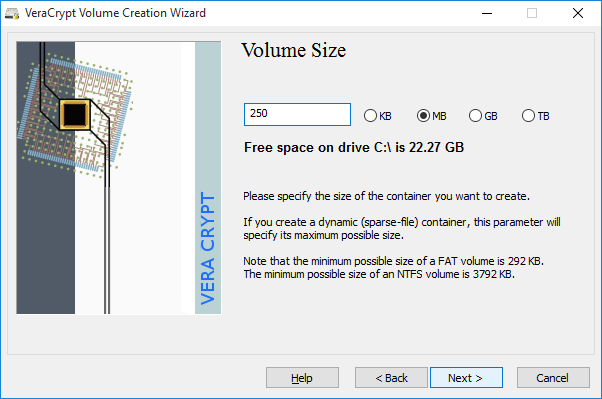 VeraCrypt Volume Creation Wizard
VERA CRYPT
Volume Size
250
KB
MB
GB
TB
Free space on drive C:\ is 22.27 GB
Please specify the size of the container you want to create.
If you create a dynamic (sparse-file) container, this parameter will
specify its maximum possible size.
Note that the minimum possible size of a FAT volume is 292 KB.
The minimum possible size of an NTFS volume is 3792 KB.
Help
< Back
Next >
Cancel